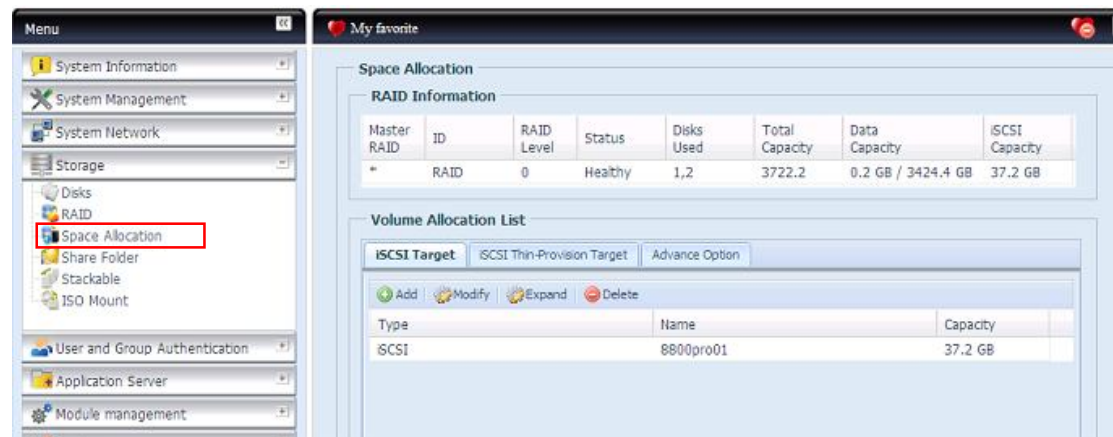 Menu
System Information
System Management
System Network
Storage
Disks
RAID
Space Allocation
Share Folder
Stackable
ISO Mount
User and Group Authentication
Application Server
Module management
My favorite
Space Allocation
RAID Information
Master RAID ID RAID Level Status Disks Used Total Capacity Data Capacity iSCSI Capacity
* RAID 0 Healthy 1,2 3722.2 0.2 GB / 3424.4 GB 37.2 GB
Volume Allocation List
iSCSI Target iSCSI Thin-Provision Target Advance Option
Add Modify Expand Delete
Type Name Capacity
iSCSI 8800pro01 37.2 GB